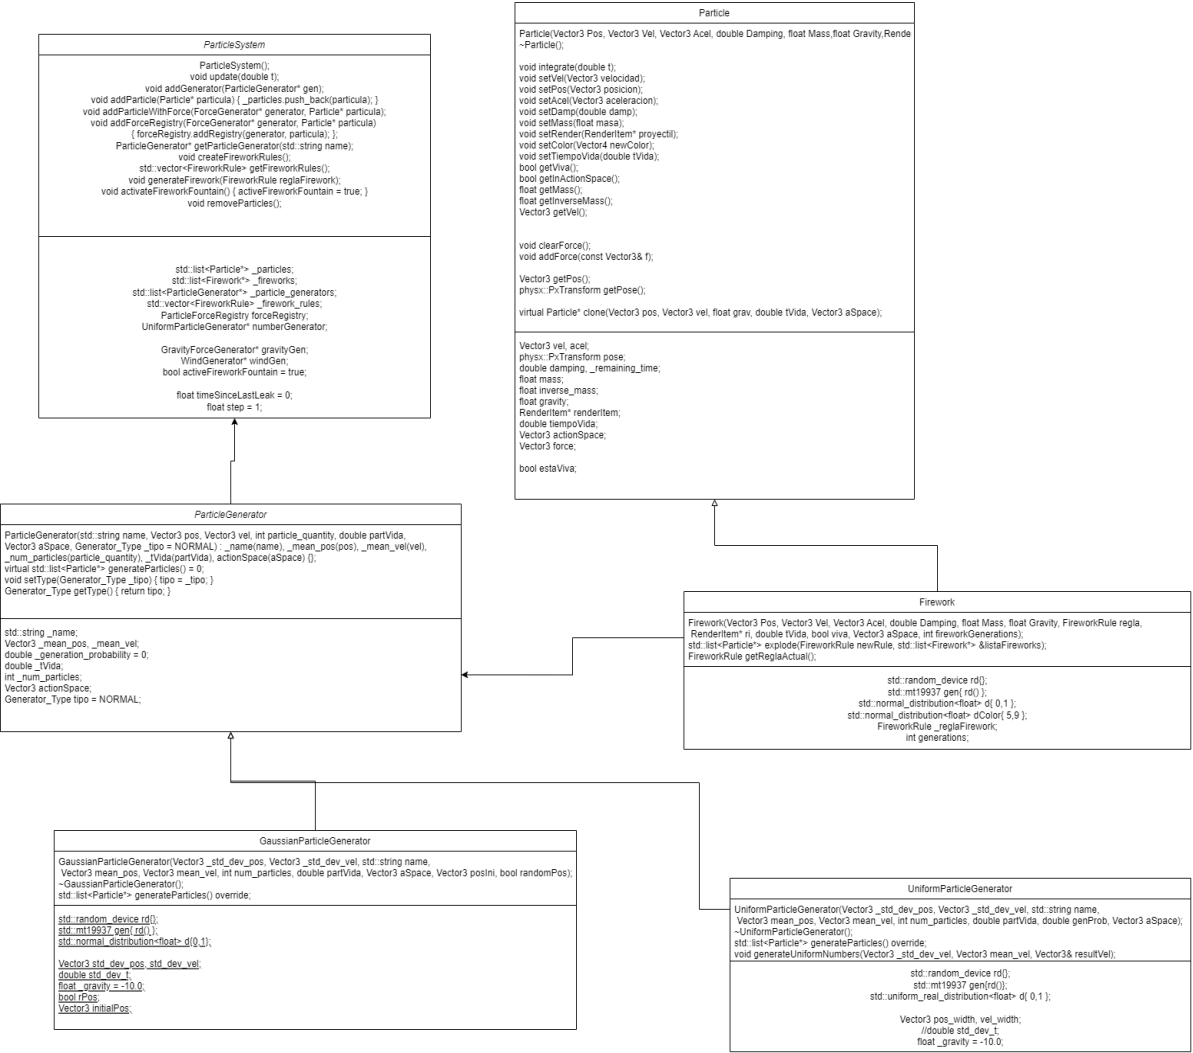 ParticleSystem
ParticleSystem();
void update(double t);
void addGenerator(ParticleGenerator* gen);
void addParticle(Particle* particula) { _particles.push_back(particula); }
void addParticleWithForce(ForceGenerator* generator, Particle* particula);
void addForceRegistry(ForceGenerator* generator, Particle* particula)
{ forceRegistry.addRegistry(generator, particula); };
ParticleGenerator* getParticleGenerator(std::string name);
void createFireworkRules();
std::vector<FireworkRule> getFireworkRules();
void generateFirework(FireworkRule reglaFirework);
void activateFireworkFountain() { activeFireworkFountain = true; }
void removeParticles();
std::list<Particle*> _particles;
std::list<Firework*> _fireworks;
std::list<ParticleGenerator*> _particle_generators;
std::vector<FireworkRule> _firework_rules;
ParticleForceRegistry forceRegistry;
UniformParticleGenerator* numberGenerator;
GravityForceGenerator* gravityGen;
WindGenerator* windGen;
bool activeFireworkFountain = true;
float timeSinceLastLeak = 0;
float step = 1;
Particle
Particle(Vector3 Pos, Vector3 Vel, Vector3 Acel, double Damping, float Mass,float Gravity,Rende
~Particle();
void integrate(double t);
void setVel(Vector3 velocidad);
void setPos(Vector3 posicion);
void setAcel(Vector3 aceleracion);
void setDamp(double damp);
void setMass(float masa);
void setRender(RenderItem* proyectil);
void setColor(Vector4 newColor);
void setTiempoVida(double tVida);
bool getViva();
bool getInActionSpace();
float getMass();
float getInverseMass();
Vector3 getVel();
void clearForce();
void addForce(const Vector3& f);
Vector3 getPos();
physx::PxTransform getPose();
virtual Particle* clone(Vector3 pos, Vector3 vel, float grav, double tVida, Vector3 aSpace);
Vector3 vel, acel;
physx::PxTransform pose;
double damping, _remaining_time;
float mass;
float inverse_mass;
float gravity;
RenderItem* renderItem;
double tiempoVida;
Vector3 actionSpace;
Vector3 force;
bool estaViva;
ParticleGenerator
ParticleGenerator(std::string name, Vector3 pos, Vector3 vel, int particle_quantity, double partVida,
Vector3 aSpace, Generator_Type _tipo = NORMAL) : _name(name), _mean_pos(pos), _mean_vel(vel),
_num_particles(particle_quantity), _tVida(partVida), actionSpace(aSpace) {};
virtual std::list<Particle*> generateParticles() = 0;
void setType(Generator_Type _tipo) { tipo = _tipo; }
Generator_Type getType() { return tipo; }
std::string _name;
Vector3 _mean_pos, _mean_vel;
double _generation_probability = 0;
double _tVida;
int _num_particles;
Vector3 actionSpace;
Generator_Type tipo = NORMAL;
Firework
Firework(Vector3 Pos, Vector3 Vel, Vector3 Acel, double Damping, float Mass, float Gravity, FireworkRule regla,
RenderItem* ri, double tVida, bool viva, Vector3 aSpace, int fireworkGenerations);
std::list<Particle*> explode(FireworkRule newRule, std::list<Firework*> &listaFireworks);
FireworkRule getReglaActual();
std::random_device rd{};
std::mt19937 gen{ rd() };
std::normal_distribution<float> d{ 0,1 };
std::normal_distribution<float> dColor{ 5,9 };
FireworkRule _reglaFirework;
int generations;
GaussianParticleGenerator
GaussianParticleGenerator(Vector3 _std_dev_pos, Vector3 _std_dev_vel, std::string name,
Vector3 mean_pos, Vector3 mean_vel, int num_particles, double partVida, Vector3 aSpace, Vector3 posIni, bool randomPos);
~GaussianParticleGenerator();
std::list<Particle*> generateParticles() override;
std::random_device rd{};
std::mt19937 gen{ rd() };
std::normal_distribution<float> d{0,1};
Vector3 std_dev_pos, std_dev_vel;
double std_dev_t;
float _gravity = -10.0;
bool rPos;
Vector3 initialPos;
UniformParticleGenerator
UniformParticleGenerator(Vector3 _std_dev_pos, Vector3 _std_dev_vel, std::string name,
Vector3 mean_pos, Vector3 mean_vel, int num_particles, double partVida, double genProb, Vector3 aSpace);
~UniformParticleGenerator();
std::list<Particle*> generateParticles() override;
void generateUniformNumbers(Vector3 _std_dev_vel, Vector3 mean_vel, Vector3& resultVel);
std::random_device rd{};
std::mt19937 gen{rd()};
std::uniform_real_distribution<float> d{ 0,1 };
Vector3 pos_width, vel_width;
//double std_dev_t;
float _gravity = -10.0;